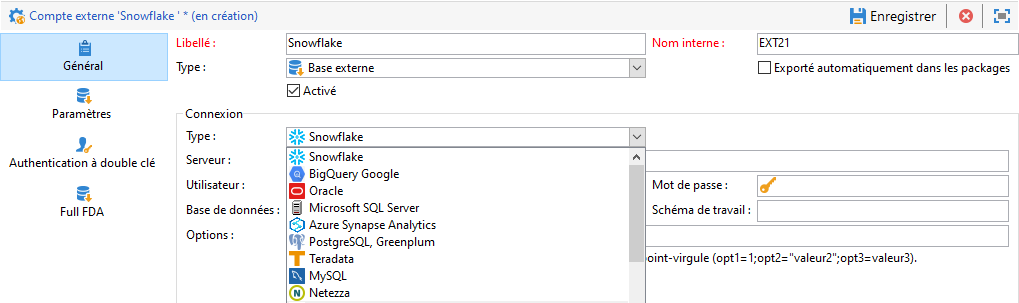 Compte externe 'Snowflake ' * (en création)
Enregistrer
Général
Paramètres
Authentication à double clé
Full FDA
Libellé :
Snowflake
Nom interne :
EXT21
Type :
Base externe
Exporté automatiquement dans les packages
Activé
Connexion
Type :
Snowflake
Serveur :
Utilisateur :
Mot de passe :
Base de données :
Schéma de travail :
Options :
Snowflake
BigQuery Google
Oracle
Microsoft SQL Server
Azure Synapse Analytics
PostgreSQL, Greenplum
Teradata
MySQL
Netezza
point-virgule (opt1=1;opt2="valeur2";opt3=valeur3).